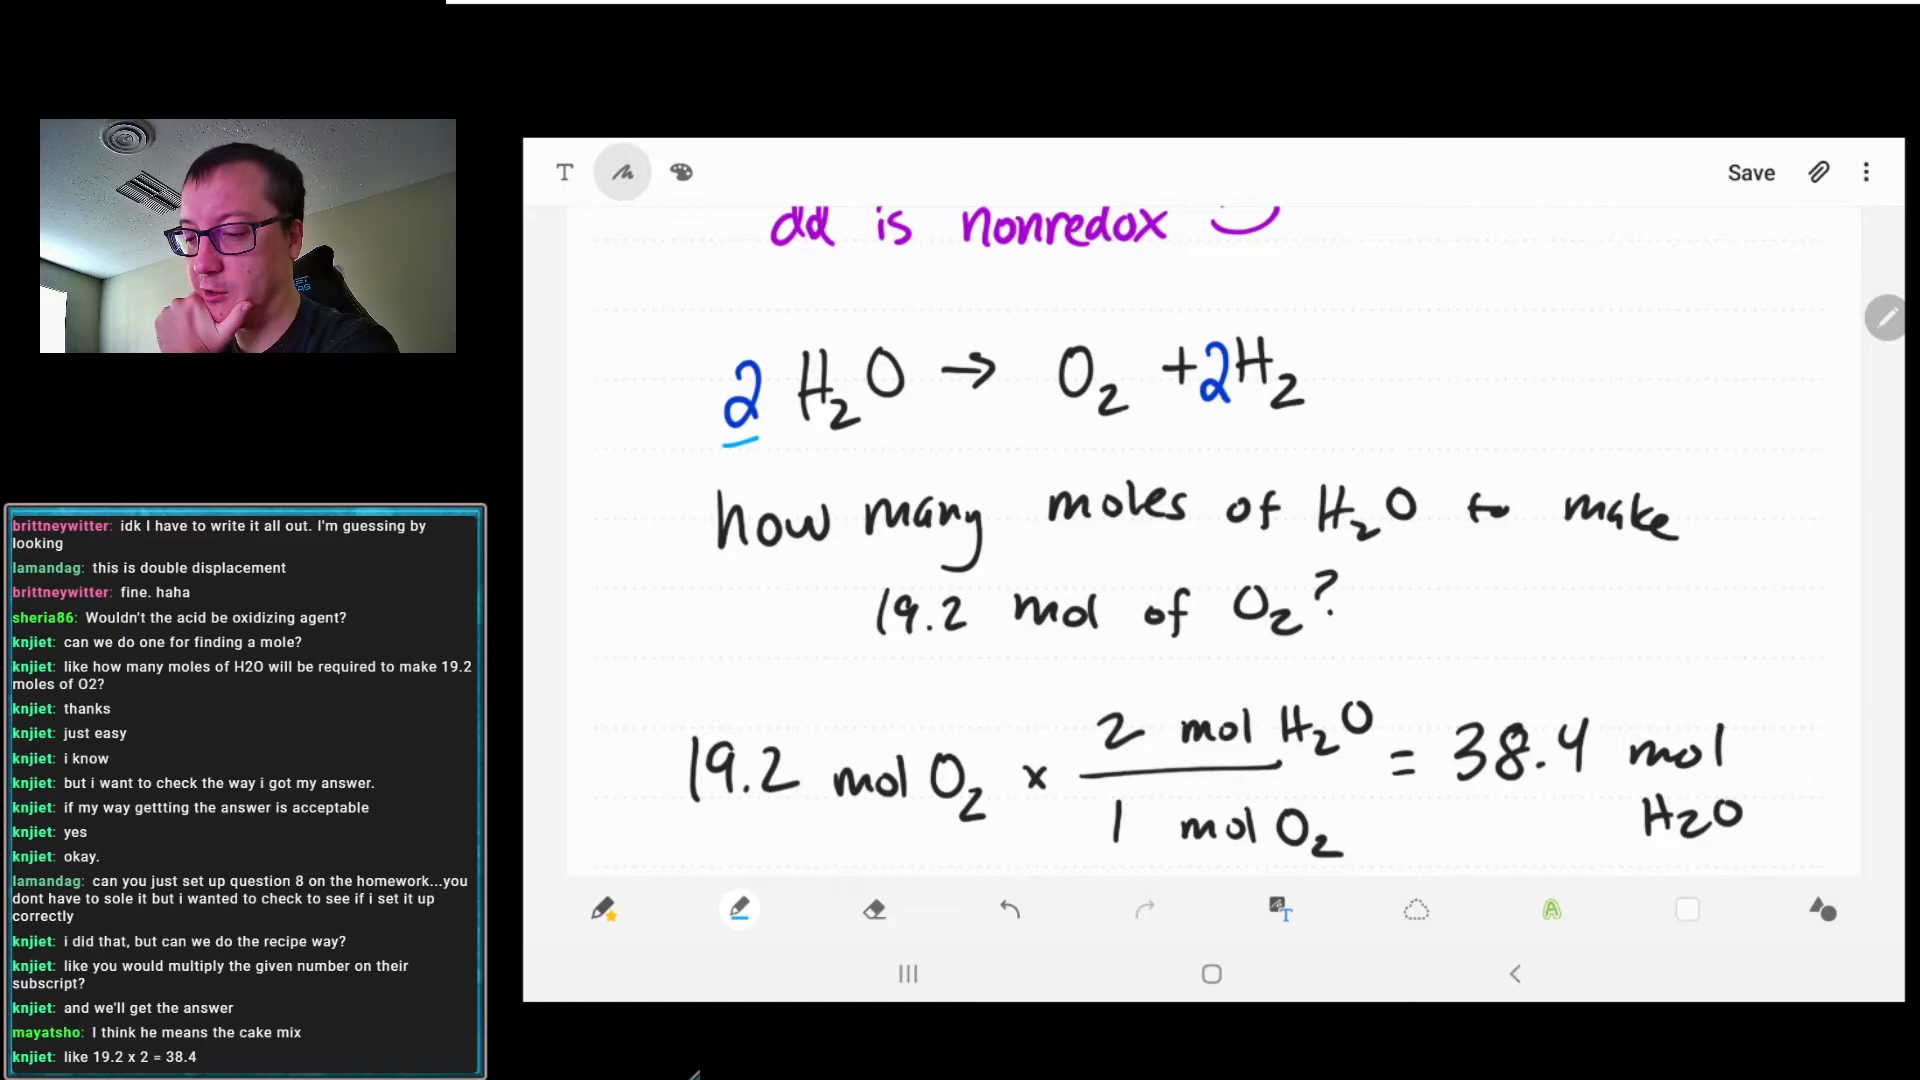 T
Save
dd is nonredox
2 H₂O → O₂ + 2H₂
how many moles of H₂O to make
19.2 mol of O₂?
19.2 mol O₂ x 2 mol H₂O / 1 mol O₂ = 38.4 mol
H₂O
brittneywitter: idk I have to write it all out. I'm guessing by
looking
lamandag: this is double displacement
brittneywitter: fine. haha
sheria86: Wouldn't the acid be oxidizing agent?
knjiet: can we do one for finding a mole?
knjiet: like how many moles of H2O will be required to make 19.2
moles of O2?
knjiet: thanks
knjiet: just easy
knjiet: i know
knjiet: but i want to check the way i got my answer.
knjiet: if my way gettting the answer is acceptable
knjiet: yes
knjiet: okay.
lamandag: can you just set up question 8 on the homework...you
dont have to sole it but i wanted to check to see if i set it up
correctly
knjiet: i did that, but can we do the recipe way?
knjiet: like you would multiply the given number on their
subscript?
knjiet: and we'll get the answer
mayatsho: I think he means the cake mix
knjiet: like 19.2 x 2 = 38.4